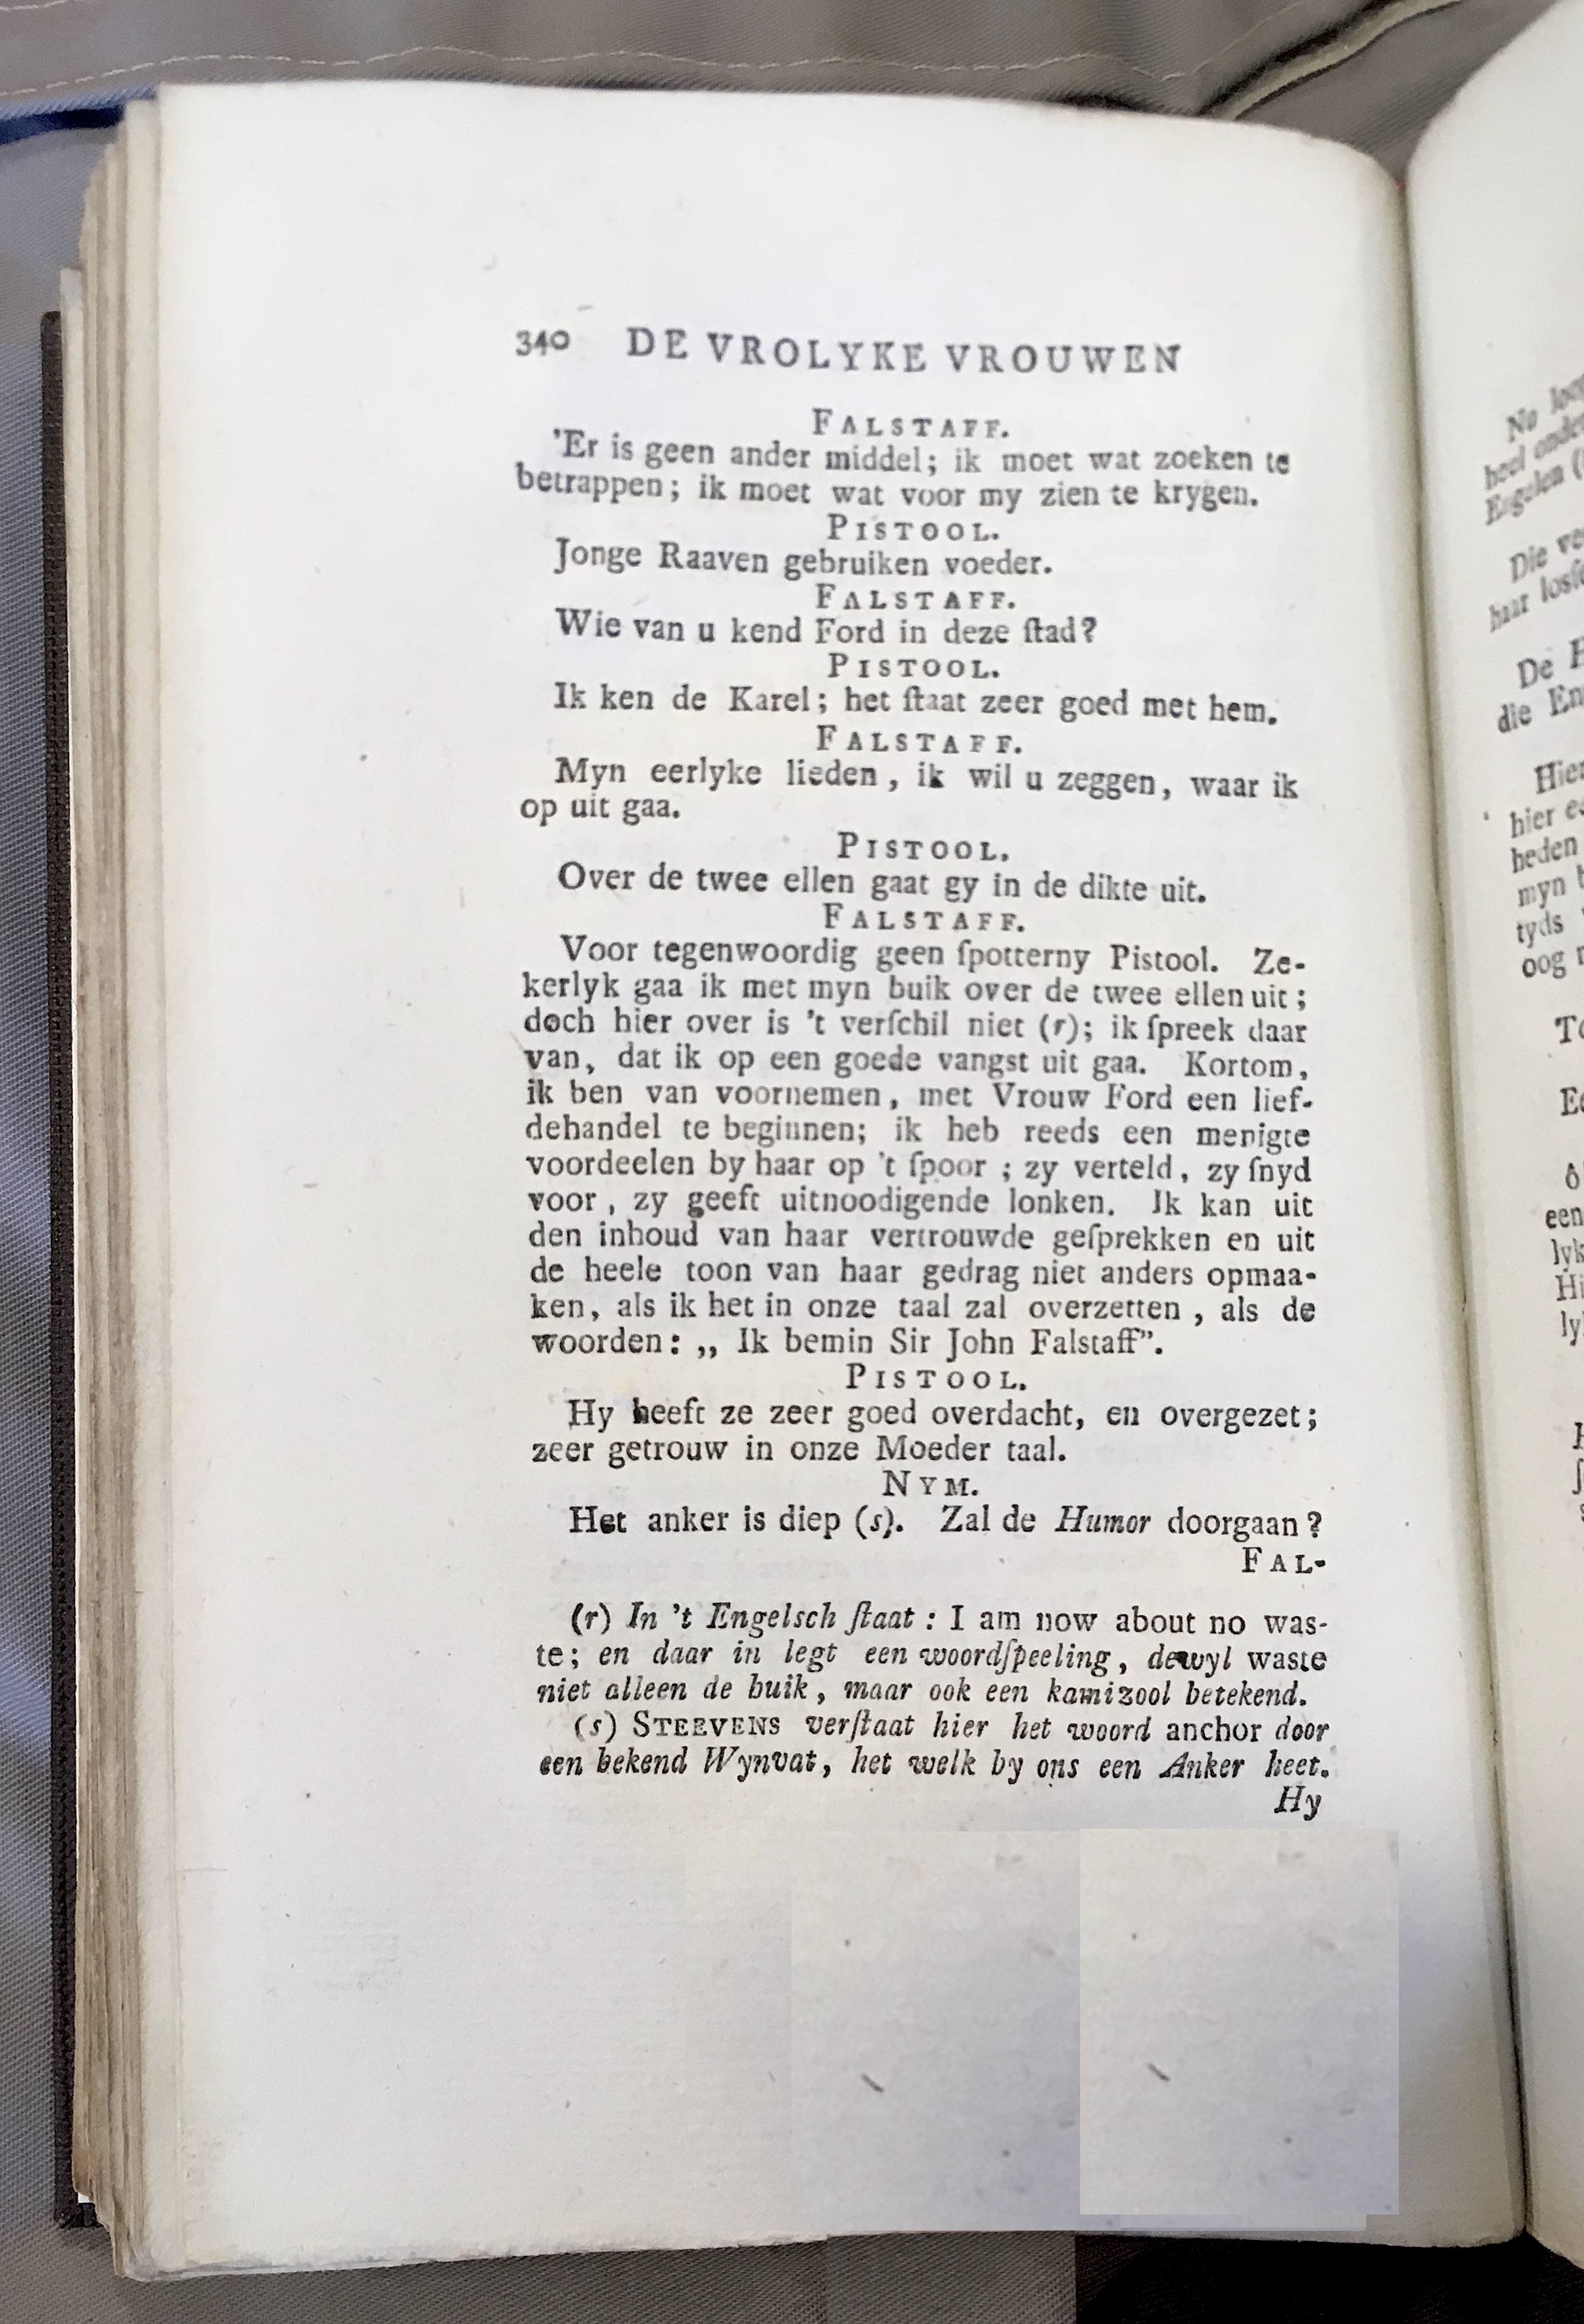 340 DE VROLYKE VROUWEN
FALSTAFF.
'Er is geen ander middel; ik moet wat zoeken te
betrappen; ik moet wat voor my zien te krygen.
PISTOOL.
Jonge Raaven gebruiken voeder.
FALSTAFF.
Wie van u kend Ford in deze ſtad?
PISTOOL.
Ik ken de Karel; het ſtaat zeer goed met hem.
FALSTAFF.
Myn eerlyke lieden, ik wil u zeggen, waar ik
op uit gaa.
PISTOOL.
Over de twee ellen gaat gy in de dikte uit.
FALSTAFF.
Voor tegenwoordig geen ſpotterny Pistool. Ze-
kerlyk gaa ik met myn buik over de twee ellen uit;
doch hier over is 't verſchil niet (r); ik ſpreek daar
van, dat ik op een goede vangst uit gaa. Kortom,
ik ben van voornemen, met Vrouw Ford een lief-
dehandel te beginnen; ik heb reeds een menigte
voordeelen by haar op 't ſpoor; zy verteld, zy ſnyd
voor, zy geeft uitnoodigende lonken. Ik kan uit
den inhoud van haar vertrouwde geſprekken en uit
de heele toon van haar gedrag niet anders opmaa-
ken, als ik het in onze taal zal overzetten, als de
woorden: „ Ik bemin Sir John Falstaff”.
PISTOOL.
Hy heeft ze zeer goed overdacht, en overgezet;
zeer getrouw in onze Moeder taal.
NYM.
Het anker is diep (s). Zal de Humor doorgaan?
FAL-
(r) In 't Engelsch ſtaat: I am now about no was-
te; en daar in legt een woordſpeeling, dewyl waste
niet alleen de buik, maar ook een kamizool betekend.
(s) STEEVENS verſtaat hier het woord anchor door
een bekend Wynvat, het welk by ons een Anker heet.
Hy
No
heel
Die
De
die
hier
heden
myn
tyds
oog
een